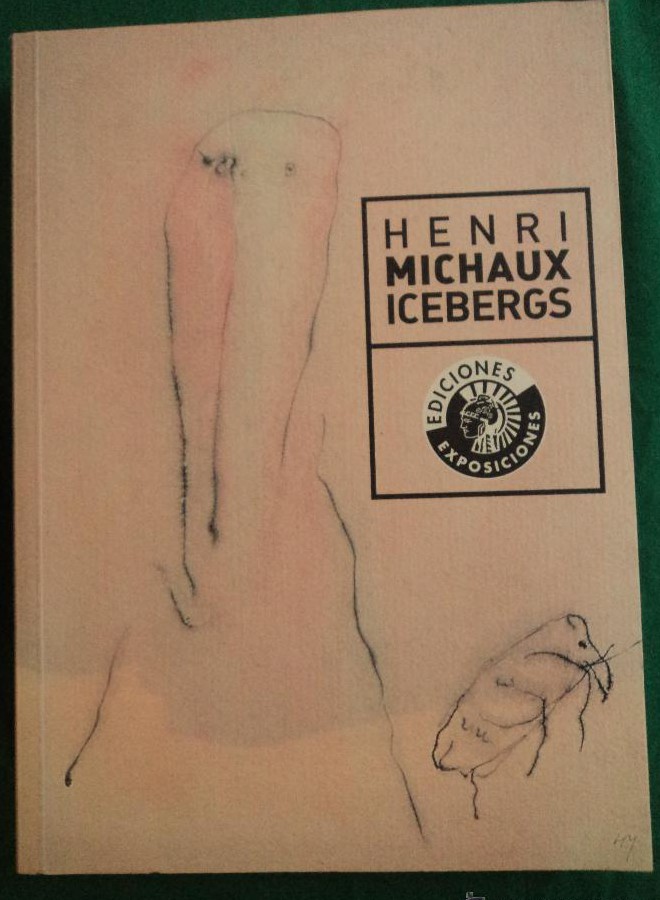 HENRI
MICHAUX
ICEBERGS
EDICIONES
EXPOSICIONES